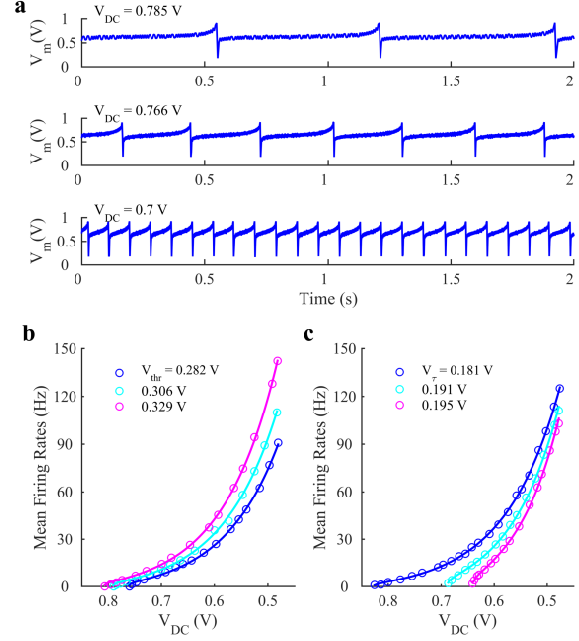 a
V_DC = 0.785 V
V_m (V)
1
0.5
0
0
0.5
1
1.5
2
V_DC = 0.766 V
V_m (V)
1
0.5
0
0
0.5
1
1.5
2
V_DC = 0.7 V
V_m (V)
1
0.5
0
0
0.5
1
1.5
2
Time (s)
b
Mean Firing Rates (Hz)
150
120
90
60
30
0
V_thr = 0.282 V
0.306 V
0.329 V
0.8
0.7
0.6
0.5
V_DC (V)
c
Mean Firing Rates (Hz)
150
120
90
60
30
0
V_τ = 0.181 V
0.191 V
0.195 V
0.8
0.7
0.6
0.5
V_DC (V)